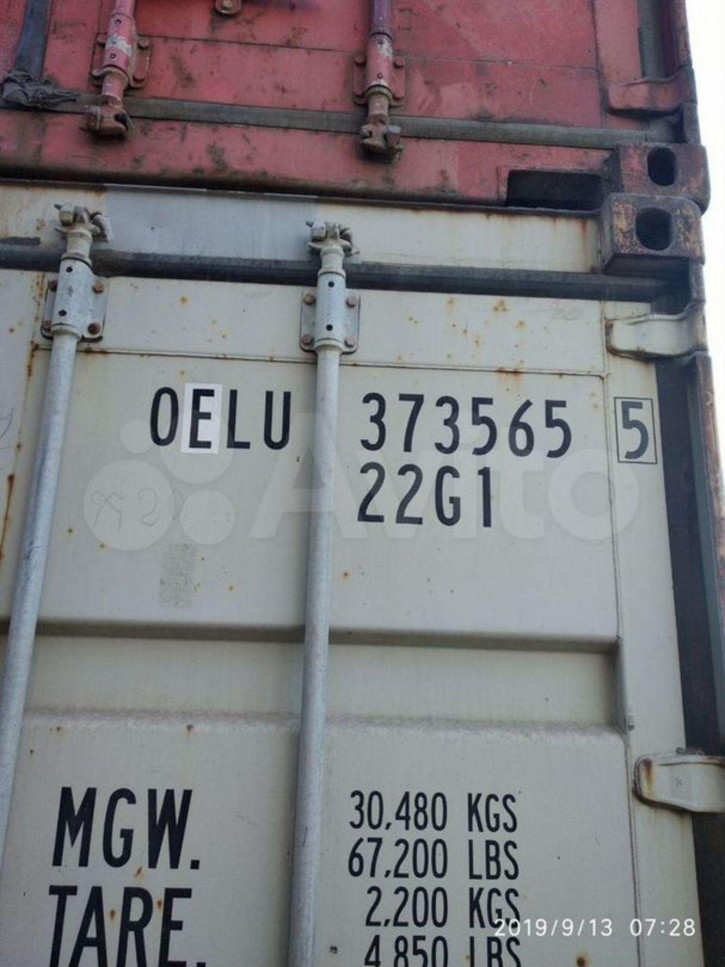 OELU 373565 5
22G1
Avito
MGW. 30,480 KGS
67,200 LBS
TARE. 2,200 KGS
4,850 LBS
2019/9/13 07:28